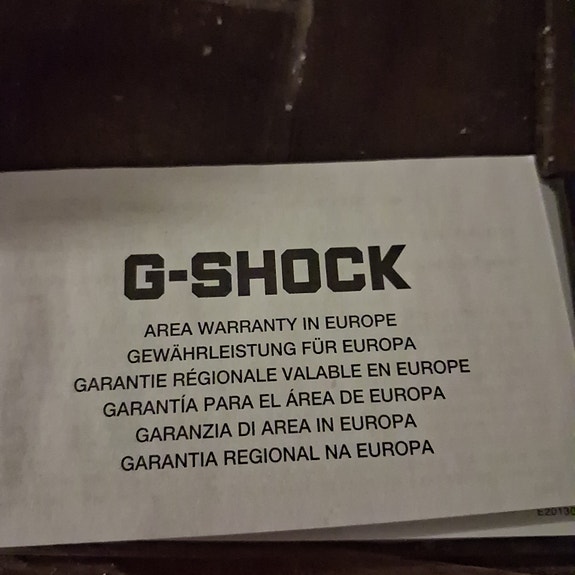 G-SHOCK
AREA WARRANTY IN EUROPE
GEWÄHRLEISTUNG FÜR EUROPA
GARANTIE RÉGIONALE VALABLE EN EUROPE
GARANTÍA PARA EL ÁREA DE EUROPA
GARANZIA DI AREA IN EUROPA
GARANTIA REGIONAL NA EUROPA